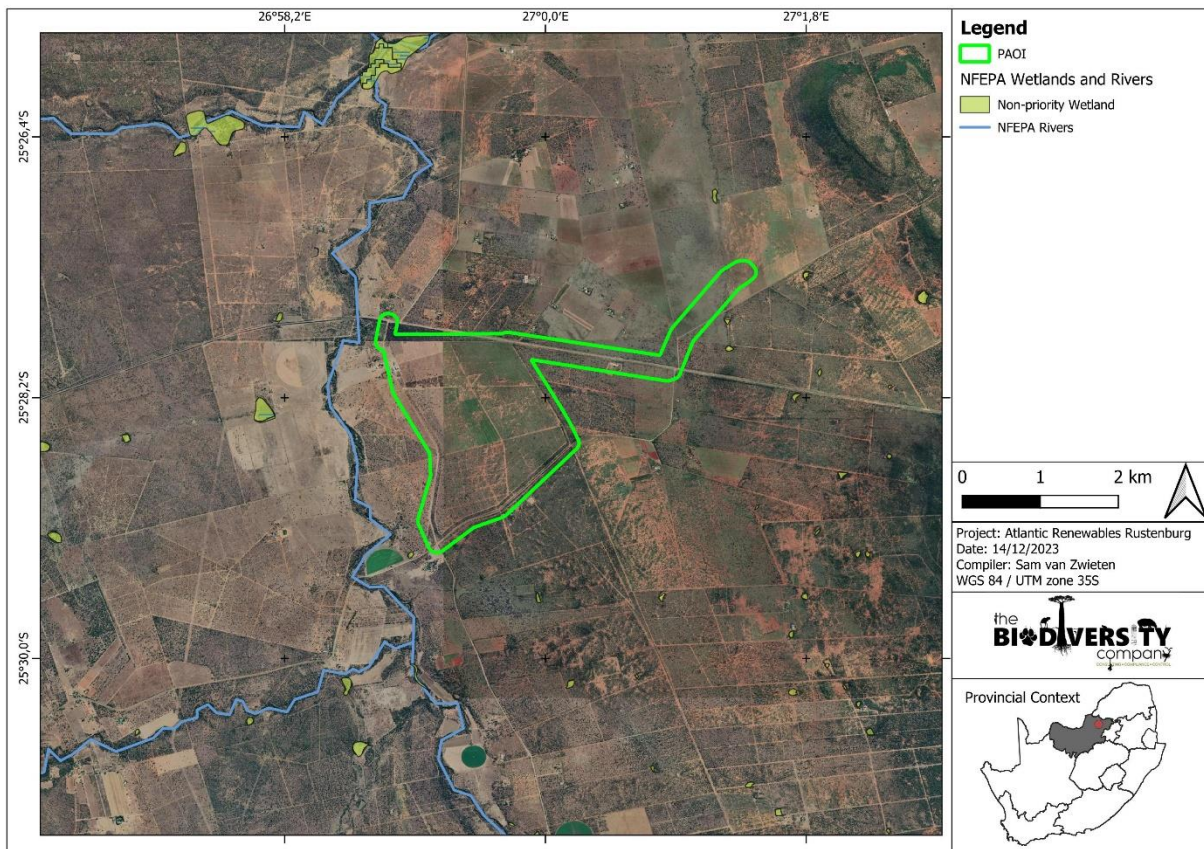 26°58,2'E
27°0,0'E
27°1,8'E
25°26,4'S
25°28,2'S
25°30,0'S
Legend
PAOI
NFEPA Wetlands and Rivers
Non-priority Wetland
NFEPA Rivers
0 1 2 km
Project: Atlantic Renewables Rustenburg
Date: 14/12/2023
Compiler: Sam van Zwieten
WGS 84 / UTM zone 35S
the
BIODIVERSITY
company
Provincial Context